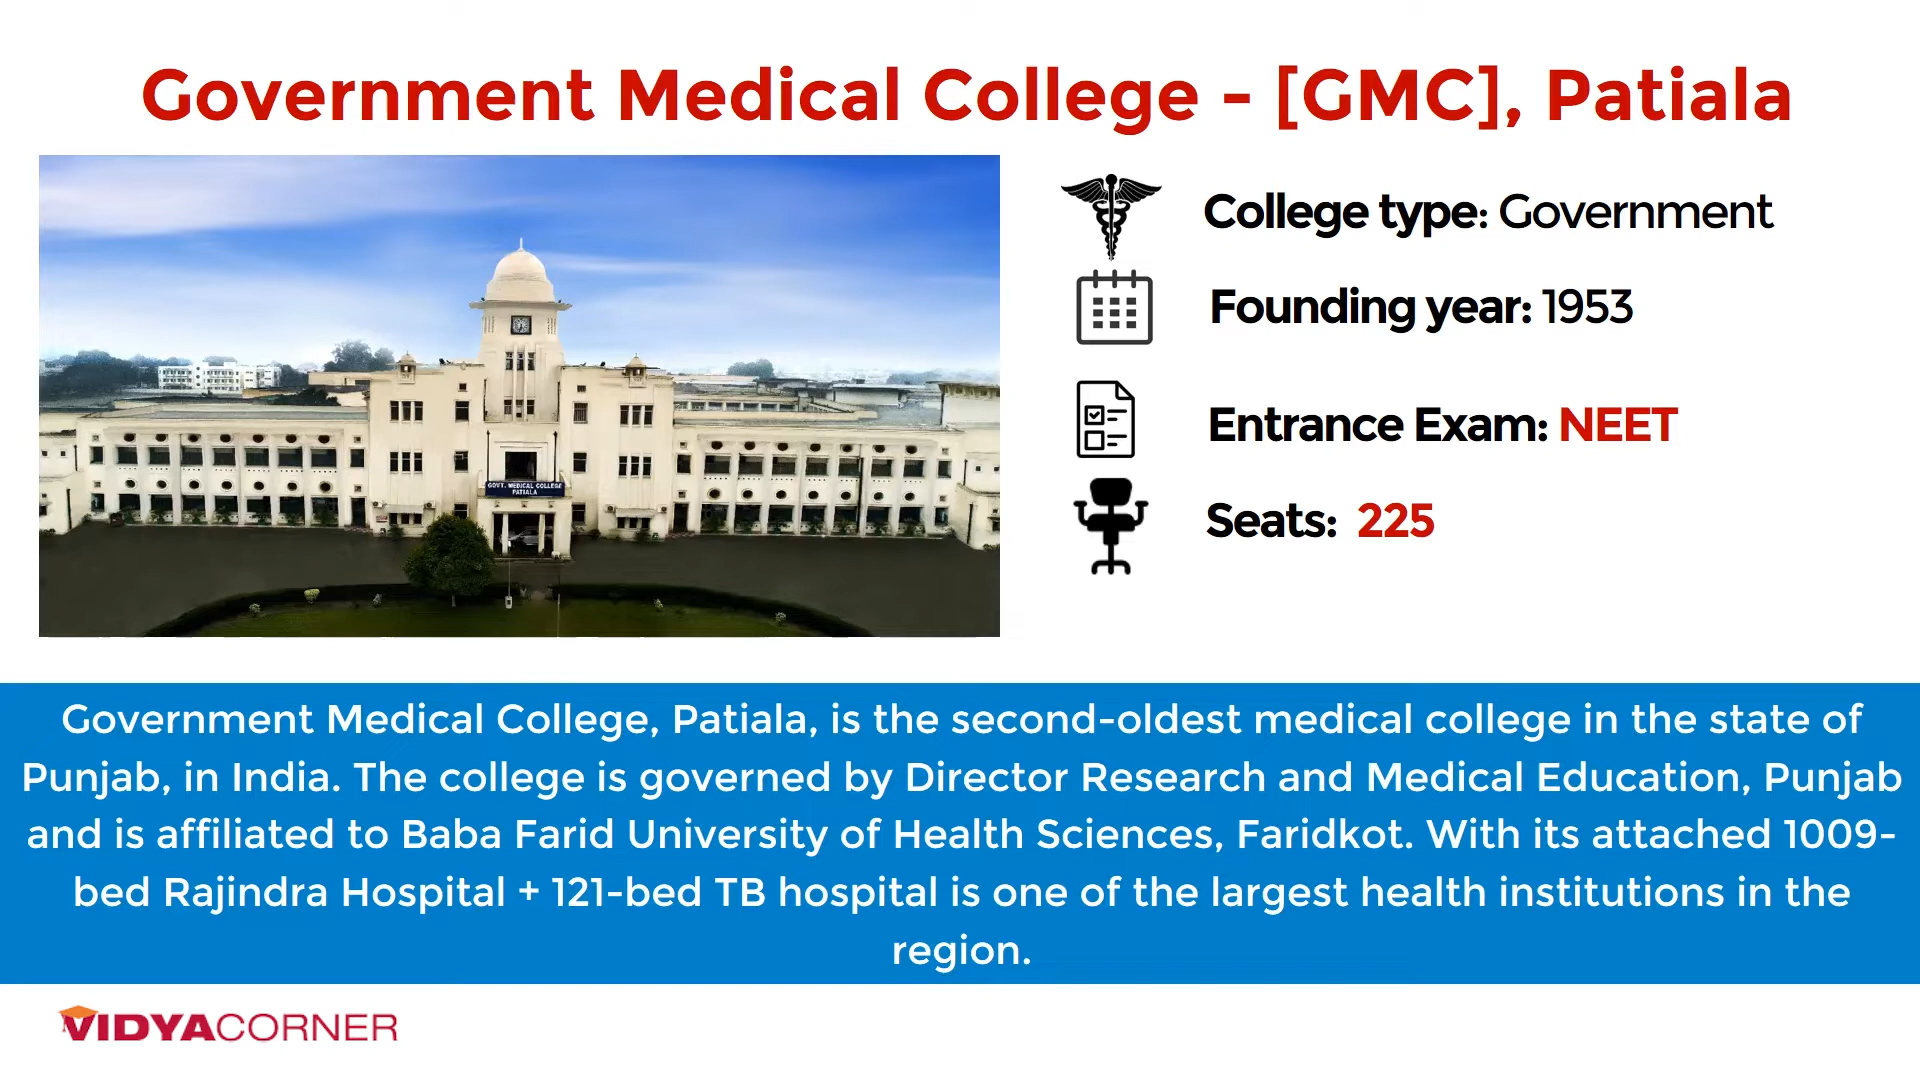 Government Medical College - [GMC], Patiala
GOVT. MEDICAL COLLEGE
PATIALA
College type: Government
Founding year: 1953
Entrance Exam: NEET
Seats: 225
Government Medical College, Patiala, is the second-oldest medical college in the state of
Punjab, in India. The college is governed by Director Research and Medical Education, Punjab
and is affiliated to Baba Farid University of Health Sciences, Faridkot. With its attached 1009-
bed Rajindra Hospital + 121-bed TB hospital is one of the largest health institutions in the
region.
VIDYACORNER